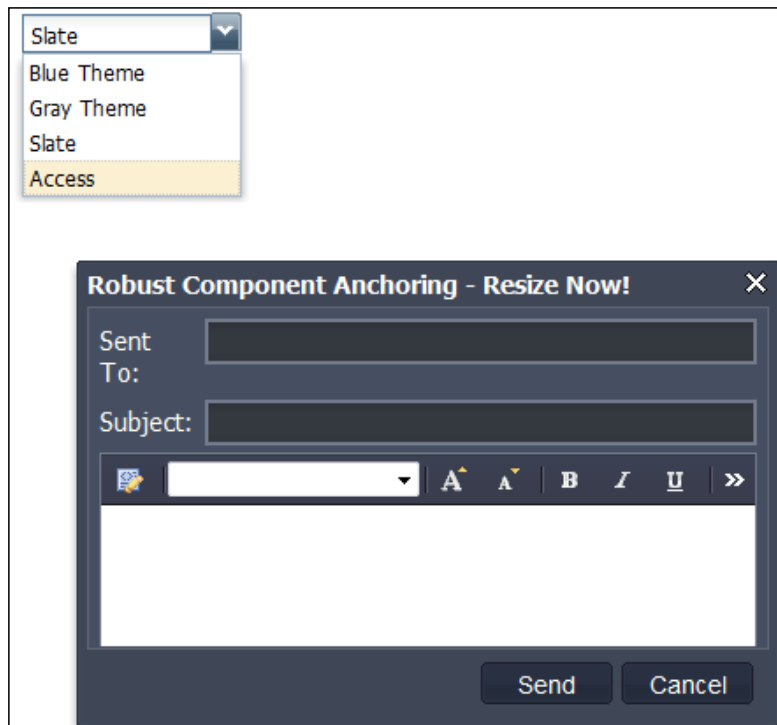 Slate
Blue Theme
Gray Theme
Slate
Access
Robust Component Anchoring - Resize Now!
Sent
To:
Subject:
A A B I U »
Send Cancel